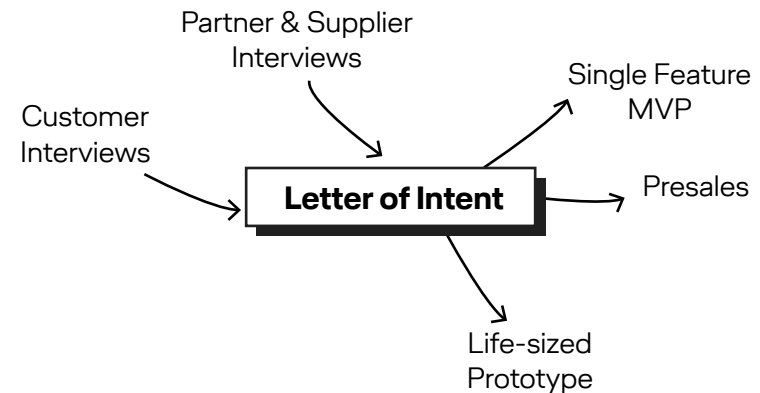 Partner & Supplier
Interviews
Single Feature
MVP
Customer
Interviews
Letter of Intent
Presales
Life-sized
Prototype